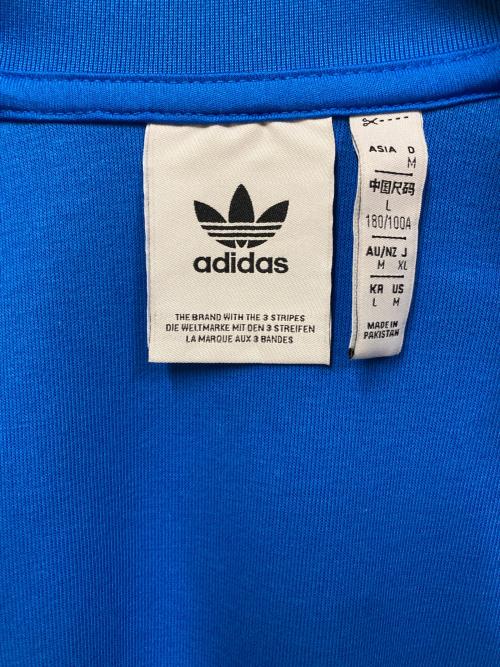 adidas
THE BRAND WITH THE 3 STRIPES
DIE WELTMARKE MIT DEN 3 STREIFEN
LA MARQUE AUX 3 BANDES
ASIA D
M
中国尺码
L
180/100A
AU/NZ J
M XL
KR US
L M
MADE IN
PAKISTAN